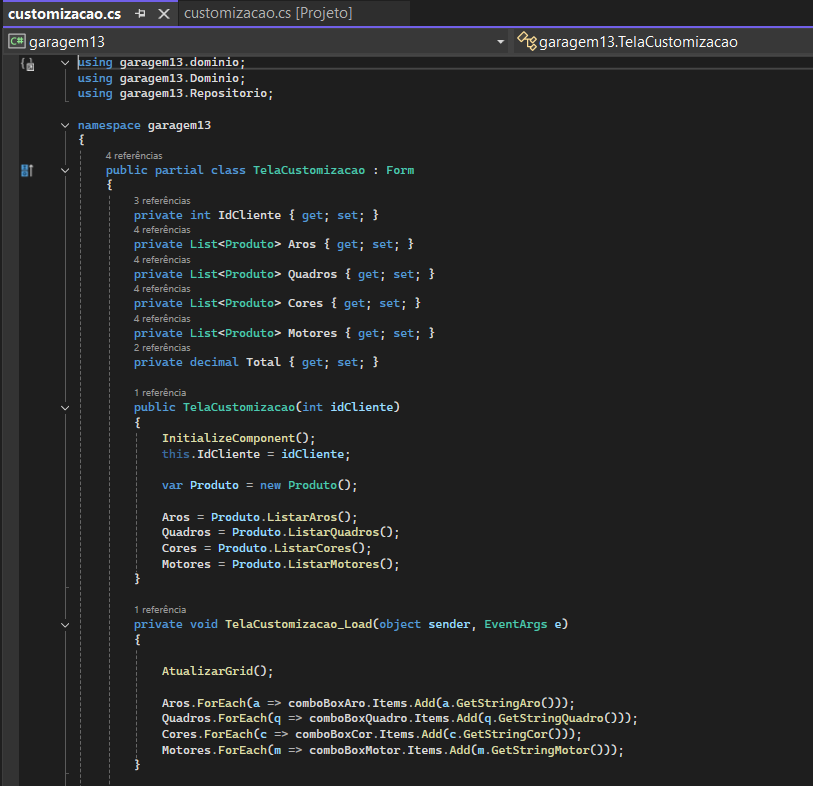 customizacao.cs customizacao.cs [Projeto]
C# garagem13 garagem13.TelaCustomizacao
using garagem13.dominio;
using garagem13.Dominio;
using garagem13.Repositorio;
namespace garagem13
{
4 referências
public partial class TelaCustomizacao : Form
{
3 referências
private int IdCliente { get; set; }
4 referências
private List<Produto> Aros { get; set; }
4 referências
private List<Produto> Quadros { get; set; }
4 referências
private List<Produto> Cores { get; set; }
4 referências
private List<Produto> Motores { get; set; }
2 referências
private decimal Total { get; set; }
1 referência
public TelaCustomizacao(int idCliente)
{
InitializeComponent();
this.IdCliente = idCliente;
var Produto = new Produto();
Aros = Produto.ListarAros();
Quadros = Produto.ListarQuadros();
Cores = Produto.ListarCores();
Motores = Produto.ListarMotores();
}
1 referência
private void TelaCustomizacao_Load(object sender, EventArgs e)
{
AtualizarGrid();
Aros.ForEach(a => comboBoxAro.Items.Add(a.GetStringAro()));
Quadros.ForEach(q => comboBoxQuadro.Items.Add(q.GetStringQuadro()));
Cores.ForEach(c => comboBoxCor.Items.Add(c.GetStringCor()));
Motores.ForEach(m => comboBoxMotor.Items.Add(m.GetStringMotor()));
}